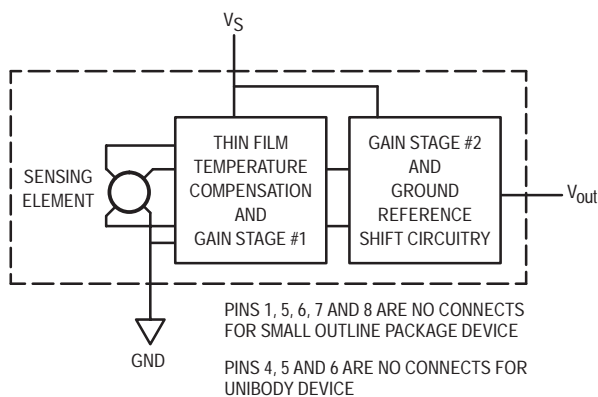 VS
SENSING
ELEMENT
THIN FILM
TEMPERATURE
COMPENSATION
AND
GAIN STAGE #1
GAIN STAGE #2
AND
GROUND
REFERENCE
SHIFT CIRCUITRY
Vout
GND
PINS 1, 5, 6, 7 AND 8 ARE NO CONNECTS
FOR SMALL OUTLINE PACKAGE DEVICE
PINS 4, 5 AND 6 ARE NO CONNECTS FOR
UNIBODY DEVICE